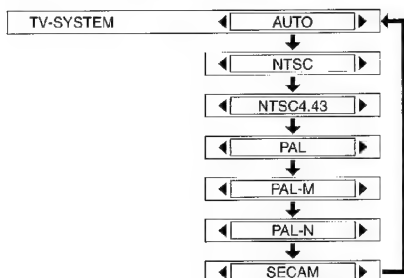 TV-SYSTEM AUTO
NTSC
NTSC4.43
PAL
PAL-M
PAL-N
SECAM